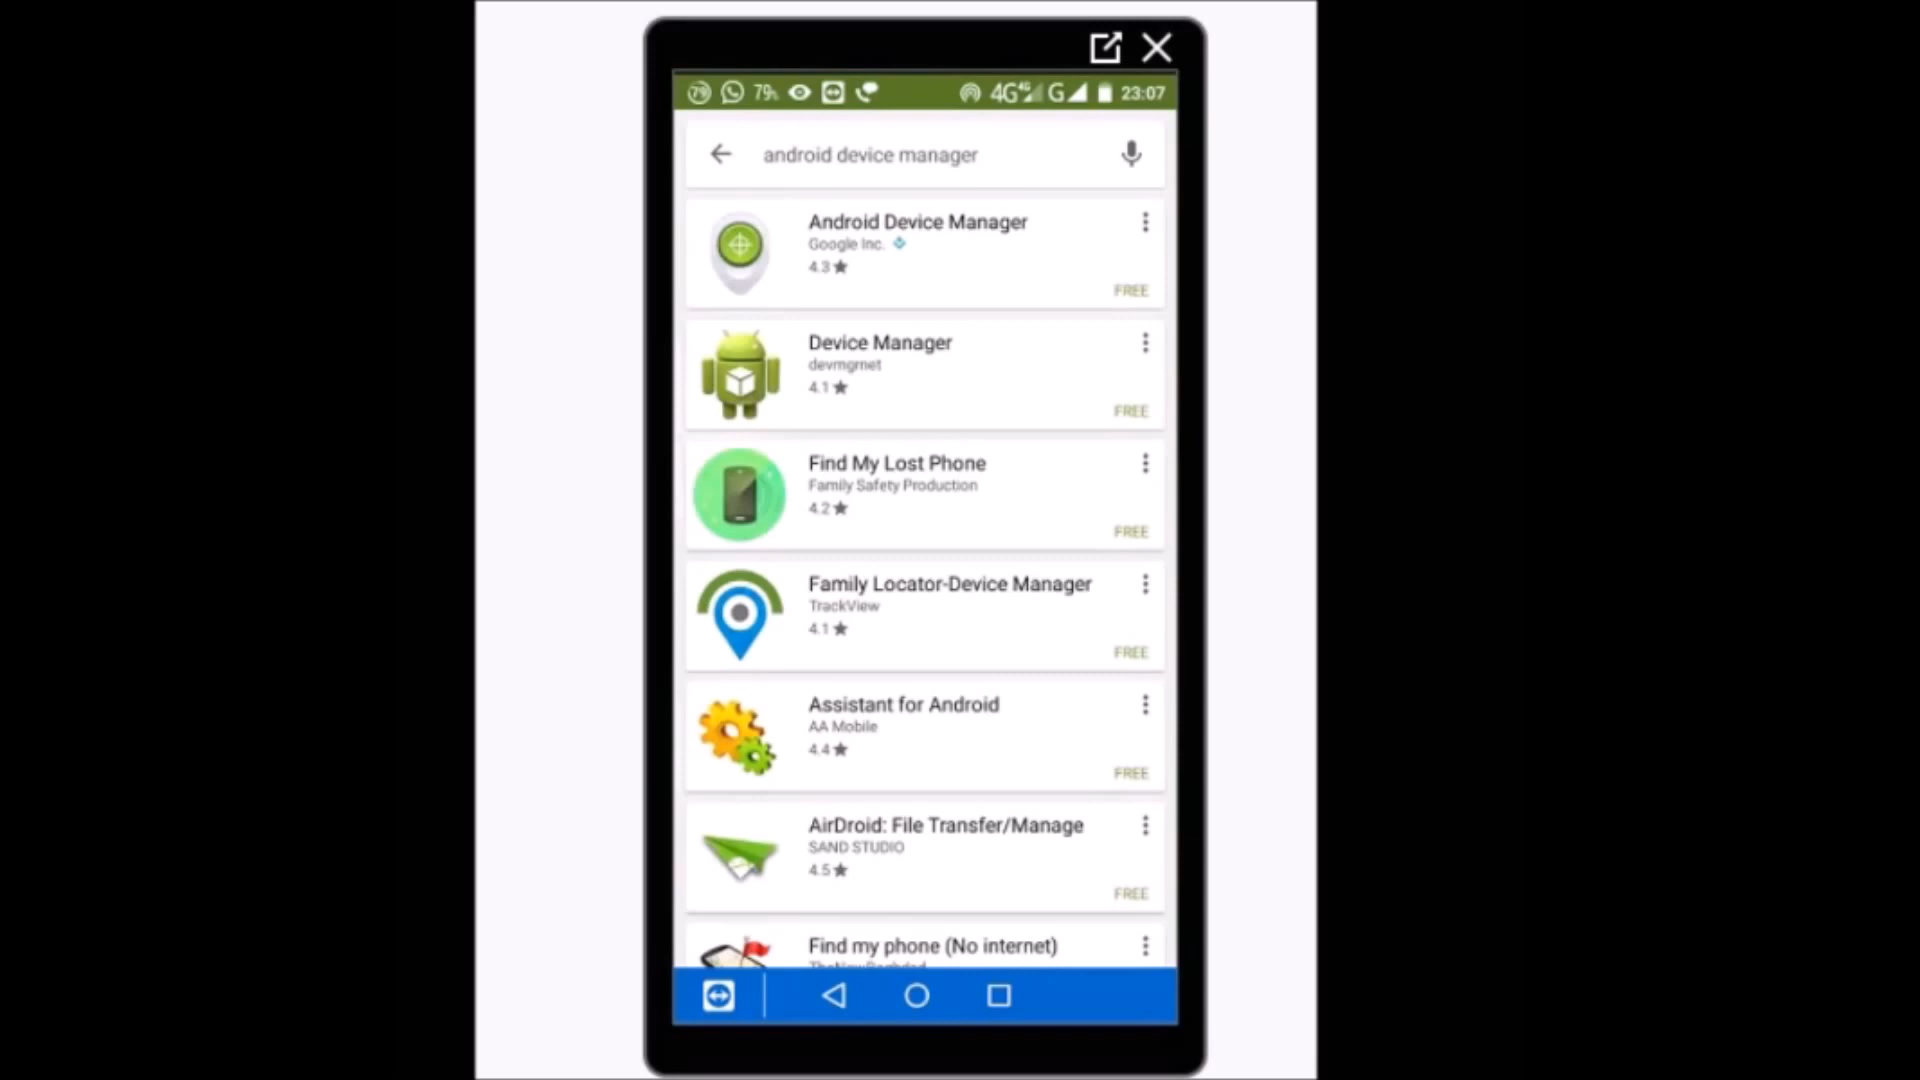 79 79% 4G 4G G 23:07
android device manager
Android Device Manager
Google Inc.
4.3★
FREE
Device Manager
devmgrnet
4.1★
FREE
Find My Lost Phone
Family Safety Production
4.2★
FREE
Family Locator-Device Manager
TrackView
4.1★
FREE
Assistant for Android
AA Mobile
4.4★
FREE
AirDroid: File Transfer/Manage
SAND STUDIO
4.5★
FREE
Find my phone (No internet)